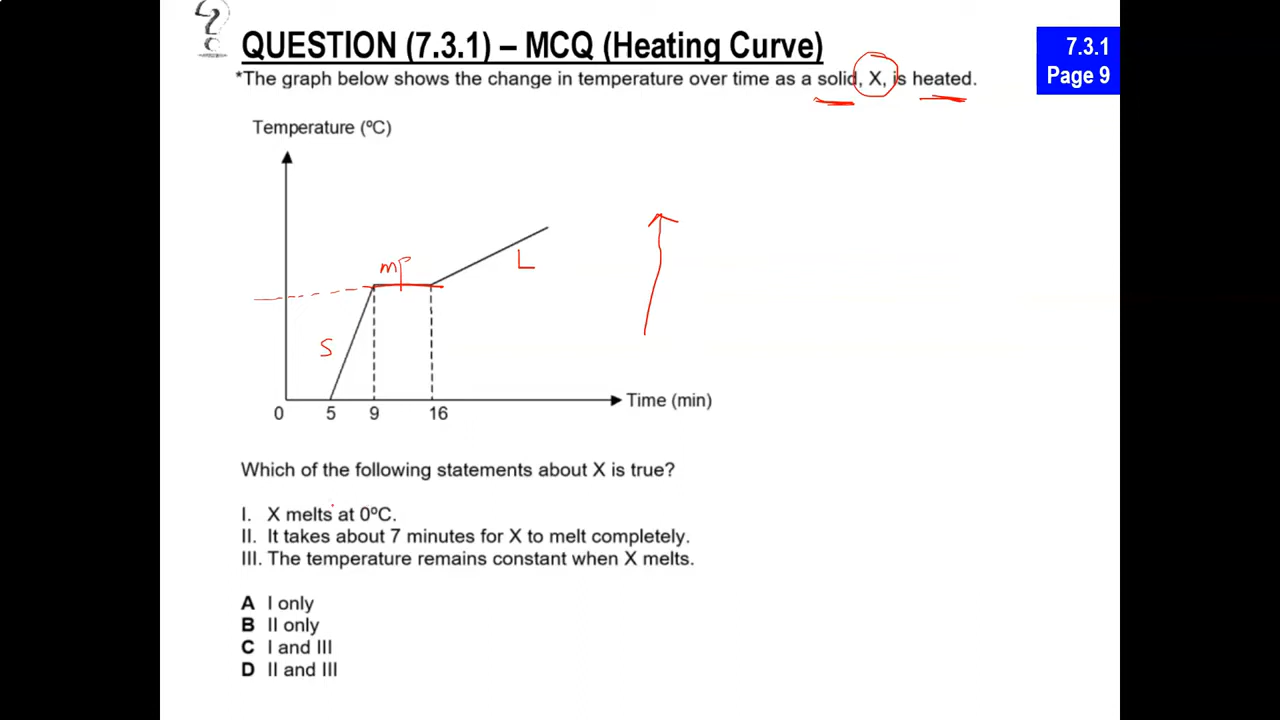 QUESTION (7.3.1) – MCQ (Heating Curve)
7.3.1
Page 9
*The graph below shows the change in temperature over time as a solid, X, is heated.
Temperature (ºC)
mp
L
S
0 5 9 16
Time (min)
Which of the following statements about X is true?
I. X melts at 0ºC.
II. It takes about 7 minutes for X to melt completely.
III. The temperature remains constant when X melts.
A I only
B II only
C I and III
D II and III